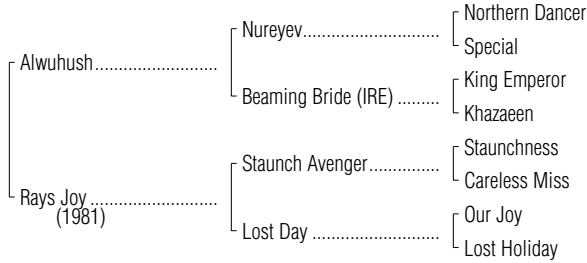 Northern Dancer
Nureyev
Special
Alwuhush
King Emperor
Beaming Bride (IRE)
Khazaeen
Staunchness
Staunch Avenger
Careless Miss
Rays Joy
(1981)
Our Joy
Lost Day
Lost Holiday